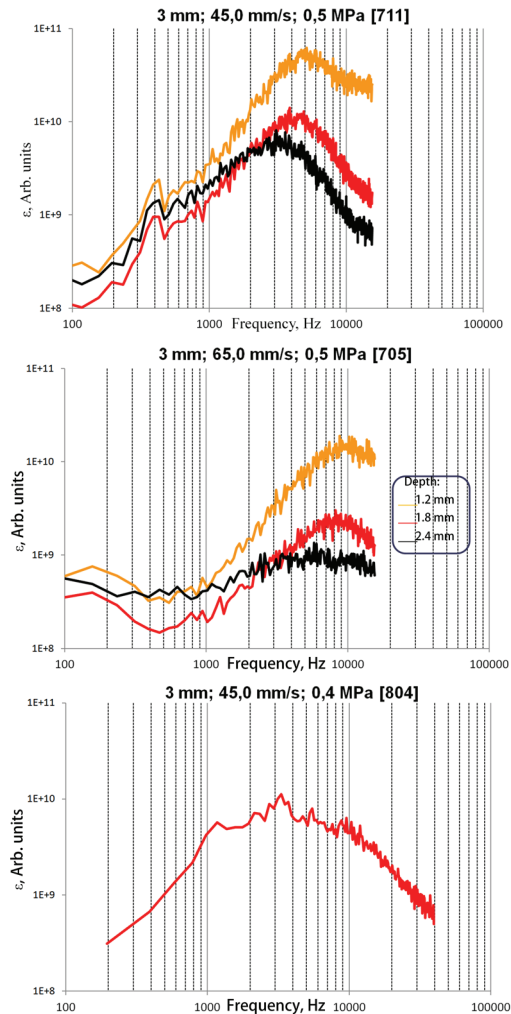 3 mm; 45,0 mm/s; 0,5 MPa [711]
1E+11
1E+10
1E+9
1E+8
ε, Arb. units
100
1000
10000
100000
Frequency, Hz
3 mm; 65,0 mm/s; 0,5 MPa [705]
1E+11
1E+10
1E+9
1E+8
ε, Arb. units
Depth:
1.2 mm
1.8 mm
2.4 mm
100
1000
10000
100000
Frequency, Hz
3 mm; 45,0 mm/s; 0,4 MPa [804]
1E+11
1E+10
1E+9
1E+8
ε, Arb. units
100
1000
10000
100000
Frequency, Hz